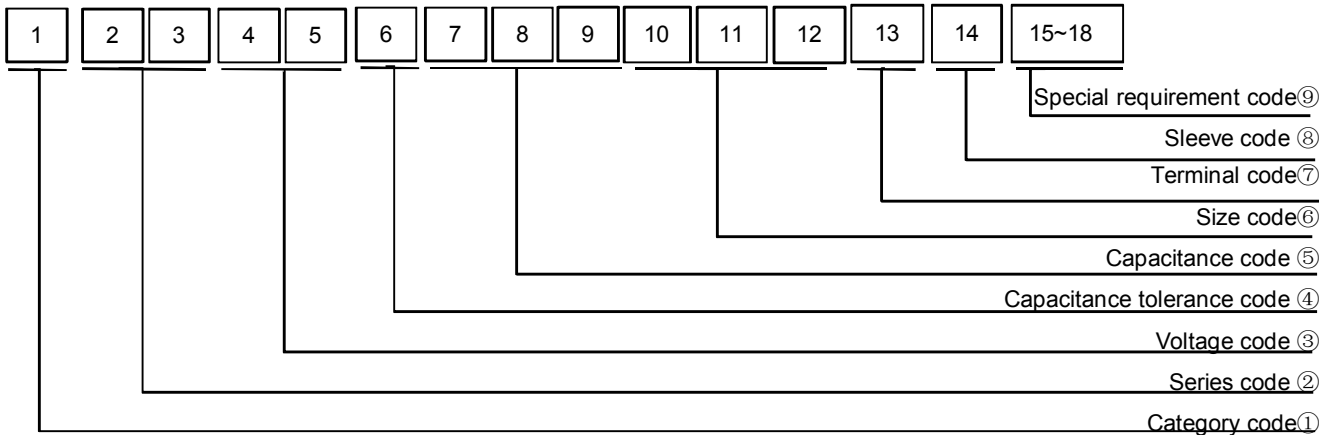 1 2 3 4 5 6 7 8 9 10 11 12 13 14 15~18
Special requirement code⑨
Sleeve code ⑧
Terminal code⑦
Size code⑥
Capacitance code ⑤
Capacitance tolerance code ④
Voltage code ③
Series code ②
Category code①